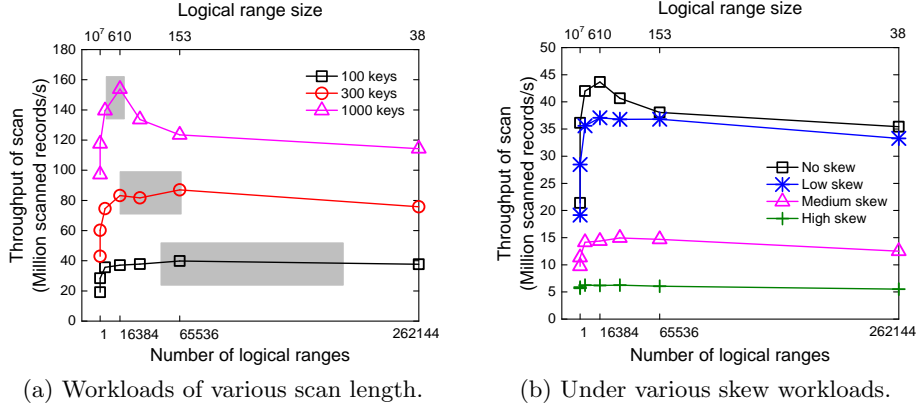 Logical range size
10⁷ 610 153 38
Throughput of scan
(Million scanned records/s)
180
160
140
120
100
80
60
40
20
0
100 keys
300 keys
1000 keys
1 16384 65536 262144
Number of logical ranges
(a) Workloads of various scan length.
Logical range size
10⁷ 610 153 38
Throughput of scan
(Million scanned records/s)
50
45
40
35
30
25
20
15
10
5
0
No skew
Low skew
Medium skew
High skew
1 16384 65536 262144
Number of logical ranges
(b) Under various skew workloads.